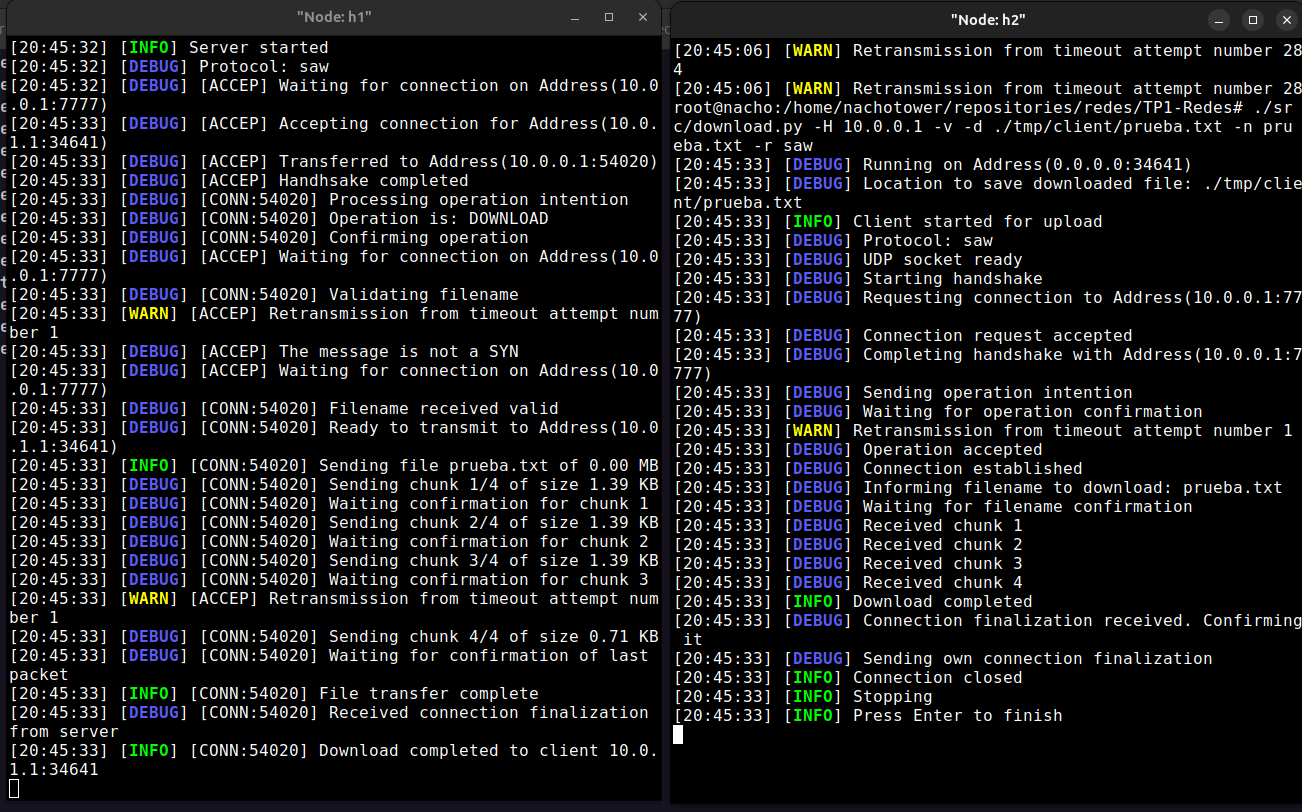 "Node: h1"
[20:45:32] [INFO] Server started
[20:45:32] [DEBUG] Protocol: saw
[20:45:32] [DEBUG] [ACCEP] Waiting for connection on Address(10.0
.0.1:7777)
[20:45:33] [DEBUG] [ACCEP] Accepting connection for Address(10.0.
1.1:34641)
[20:45:33] [DEBUG] [ACCEP] Transferred to Address(10.0.0.1:54020)
[20:45:33] [DEBUG] [ACCEP] Handhsake completed
[20:45:33] [DEBUG] [CONN:54020] Processing operation intention
[20:45:33] [DEBUG] [CONN:54020] Operation is: DOWNLOAD
[20:45:33] [DEBUG] [CONN:54020] Confirming operation
[20:45:33] [DEBUG] [ACCEP] Waiting for connection on Address(10.0
.0.1:7777)
[20:45:33] [DEBUG] [CONN:54020] Validating filename
[20:45:33] [WARN] [ACCEP] Retransmission from timeout attempt num
ber 1
[20:45:33] [DEBUG] [ACCEP] The message is not a SYN
[20:45:33] [DEBUG] [ACCEP] Waiting for connection on Address(10.0
.0.1:7777)
[20:45:33] [DEBUG] [CONN:54020] Filename received valid
[20:45:33] [DEBUG] [CONN:54020] Ready to transmit to Address(10.0
.1.1:34641)
[20:45:33] [INFO] [CONN:54020] Sending file prueba.txt of 0.00 MB
[20:45:33] [DEBUG] [CONN:54020] Sending chunk 1/4 of size 1.39 KB
[20:45:33] [DEBUG] [CONN:54020] Waiting confirmation for chunk 1
[20:45:33] [DEBUG] [CONN:54020] Sending chunk 2/4 of size 1.39 KB
[20:45:33] [DEBUG] [CONN:54020] Waiting confirmation for chunk 2
[20:45:33] [DEBUG] [CONN:54020] Sending chunk 3/4 of size 1.39 KB
[20:45:33] [DEBUG] [CONN:54020] Waiting confirmation for chunk 3
[20:45:33] [WARN] [ACCEP] Retransmission from timeout attempt num
ber 1
[20:45:33] [DEBUG] [CONN:54020] Sending chunk 4/4 of size 0.71 KB
[20:45:33] [DEBUG] [CONN:54020] Waiting for confirmation of last
packet
[20:45:33] [INFO] [CONN:54020] File transfer complete
[20:45:33] [DEBUG] [CONN:54020] Received connection finalization
from server
[20:45:33] [INFO] [CONN:54020] Download completed to client 10.0.
1.1:34641
"Node: h2"
[20:45:06] [WARN] Retransmission from timeout attempt number 28
4
[20:45:06] [WARN] Retransmission from timeout attempt number 28
root@nacho:/home/nachotower/repositories/redes/TP1-Redes# ./sr
c/download.py -H 10.0.0.1 -v -d ./tmp/client/prueba.txt -n pru
eba.txt -r saw
[20:45:33] [DEBUG] Running on Address(0.0.0.0:34641)
[20:45:33] [DEBUG] Location to save downloaded file: ./tmp/clie
nt/prueba.txt
[20:45:33] [INFO] Client started for upload
[20:45:33] [DEBUG] Protocol: saw
[20:45:33] [DEBUG] UDP socket ready
[20:45:33] [DEBUG] Starting handshake
[20:45:33] [DEBUG] Requesting connection to Address(10.0.0.1:77
77)
[20:45:33] [DEBUG] Connection request accepted
[20:45:33] [DEBUG] Completing handshake with Address(10.0.0.1:7
777)
[20:45:33] [DEBUG] Sending operation intention
[20:45:33] [DEBUG] Waiting for operation confirmation
[20:45:33] [WARN] Retransmission from timeout attempt number 1
[20:45:33] [DEBUG] Operation accepted
[20:45:33] [DEBUG] Connection established
[20:45:33] [DEBUG] Informing filename to download: prueba.txt
[20:45:33] [DEBUG] Waiting for filename confirmation
[20:45:33] [DEBUG] Received chunk 1
[20:45:33] [DEBUG] Received chunk 2
[20:45:33] [DEBUG] Received chunk 3
[20:45:33] [DEBUG] Received chunk 4
[20:45:33] [INFO] Download completed
[20:45:33] [DEBUG] Connection finalization received. Confirming
it
[20:45:33] [DEBUG] Sending own connection finalization
[20:45:33] [INFO] Connection closed
[20:45:33] [INFO] Stopping
[20:45:33] [INFO] Press Enter to finish